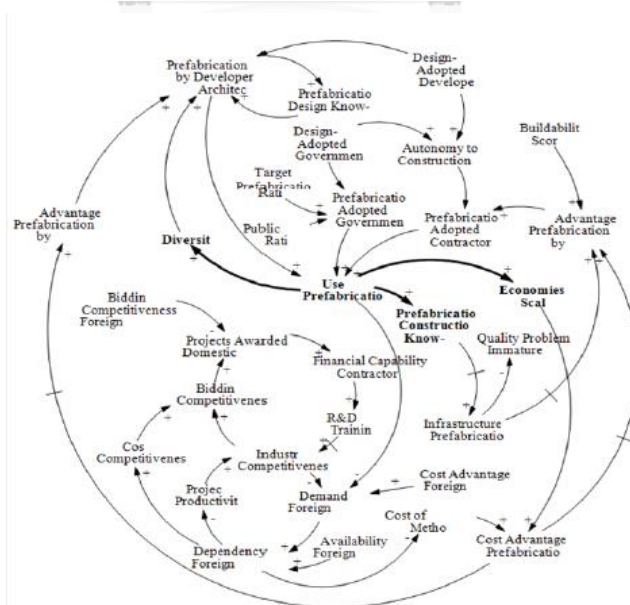 Prefabrication
by Developer
Architec
Design-
Adopted
Develope
Prefabricatio
Design Know-
Design-
Adopted
Governmen
Autonomy to
Construction
Buildabilit
Scor
Target
Prefabricatio
Rati
Prefabricatio
Adopted
Governmen
Public
Rati
Prefabricatio
Adopted
Contractor
Advantage
Prefabrication
by
Advantage
Prefabrication
by
Diversit
Use
Prefabricatio
Economies
Scal
Prefabricatio
Constructio
Know-
Biddin
Competitiveness
Foreign
Projects Awarded
Domestic
Financial Capability
Contractor
Quality Problem
Immature
Biddin
Competitivenes
R&D
Trainin
Infrastructure
Prefabricatio
Cos
Competitivenes
Industr
Competitivenes
Projec
Productivit
Demand
Foreign
Cost Advantage
Foreign
Cost of
Metho
Dependency
Foreign
Availability
Foreign
Cost Advantage
Prefabricatio